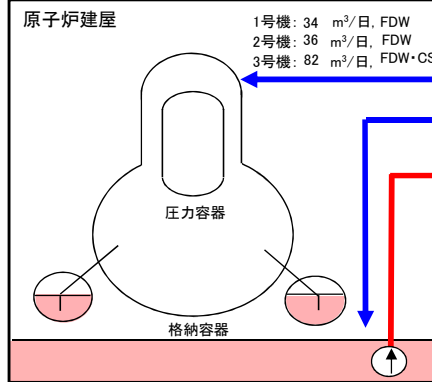 原子炉建屋
1号機: 34 m³/日, FDW
2号機: 36 m³/日, FDW
3号機: 82 m³/日, FDW・CS
圧力容器
格納容器